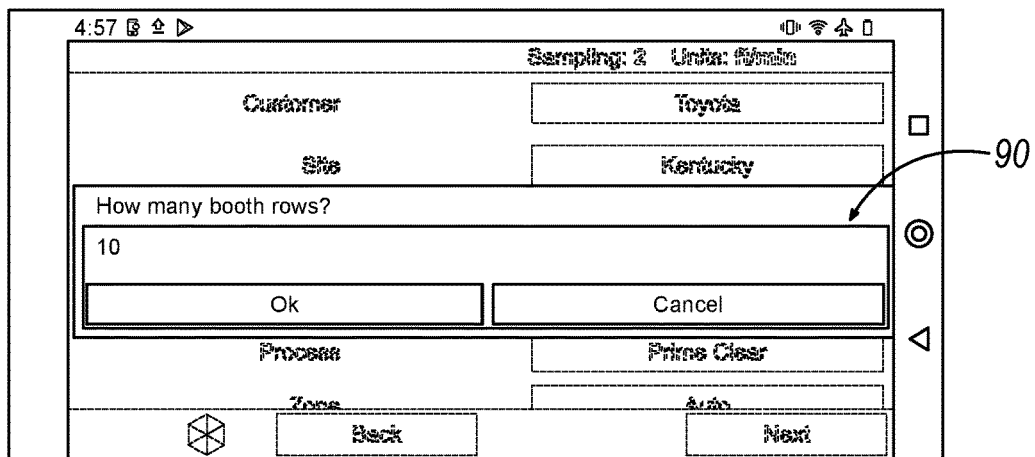 4:57
Sampling: 2 Units: ft/min
Customer Toyota
Site Kentucky
90
How many booth rows?
10
Ok Cancel
Process Prime Clear
Zone Auto
Back Next